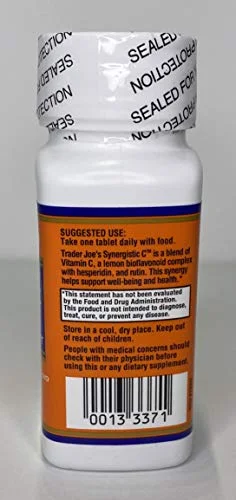 SEALED FOR
PROTECTION
NOTICE
SEALED FOR
SUGGESTED USE:
Take one tablet daily with food.
Trader Joe's Synergistic C™ is a blend of
Vitamin C, a lemon bioflavonoid complex
with hesperidin, and rutin. This synergy
helps support well-being and health.*
*This statement has not been evaluated
by the Food and Drug Administration.
This product is not intended to diagnose,
treat, cure, or prevent any disease.
Store in a cool, dry place. Keep out
of reach of children.
People with medical concerns should
check with their physician before
using this or any dietary supplement.
0013 3371